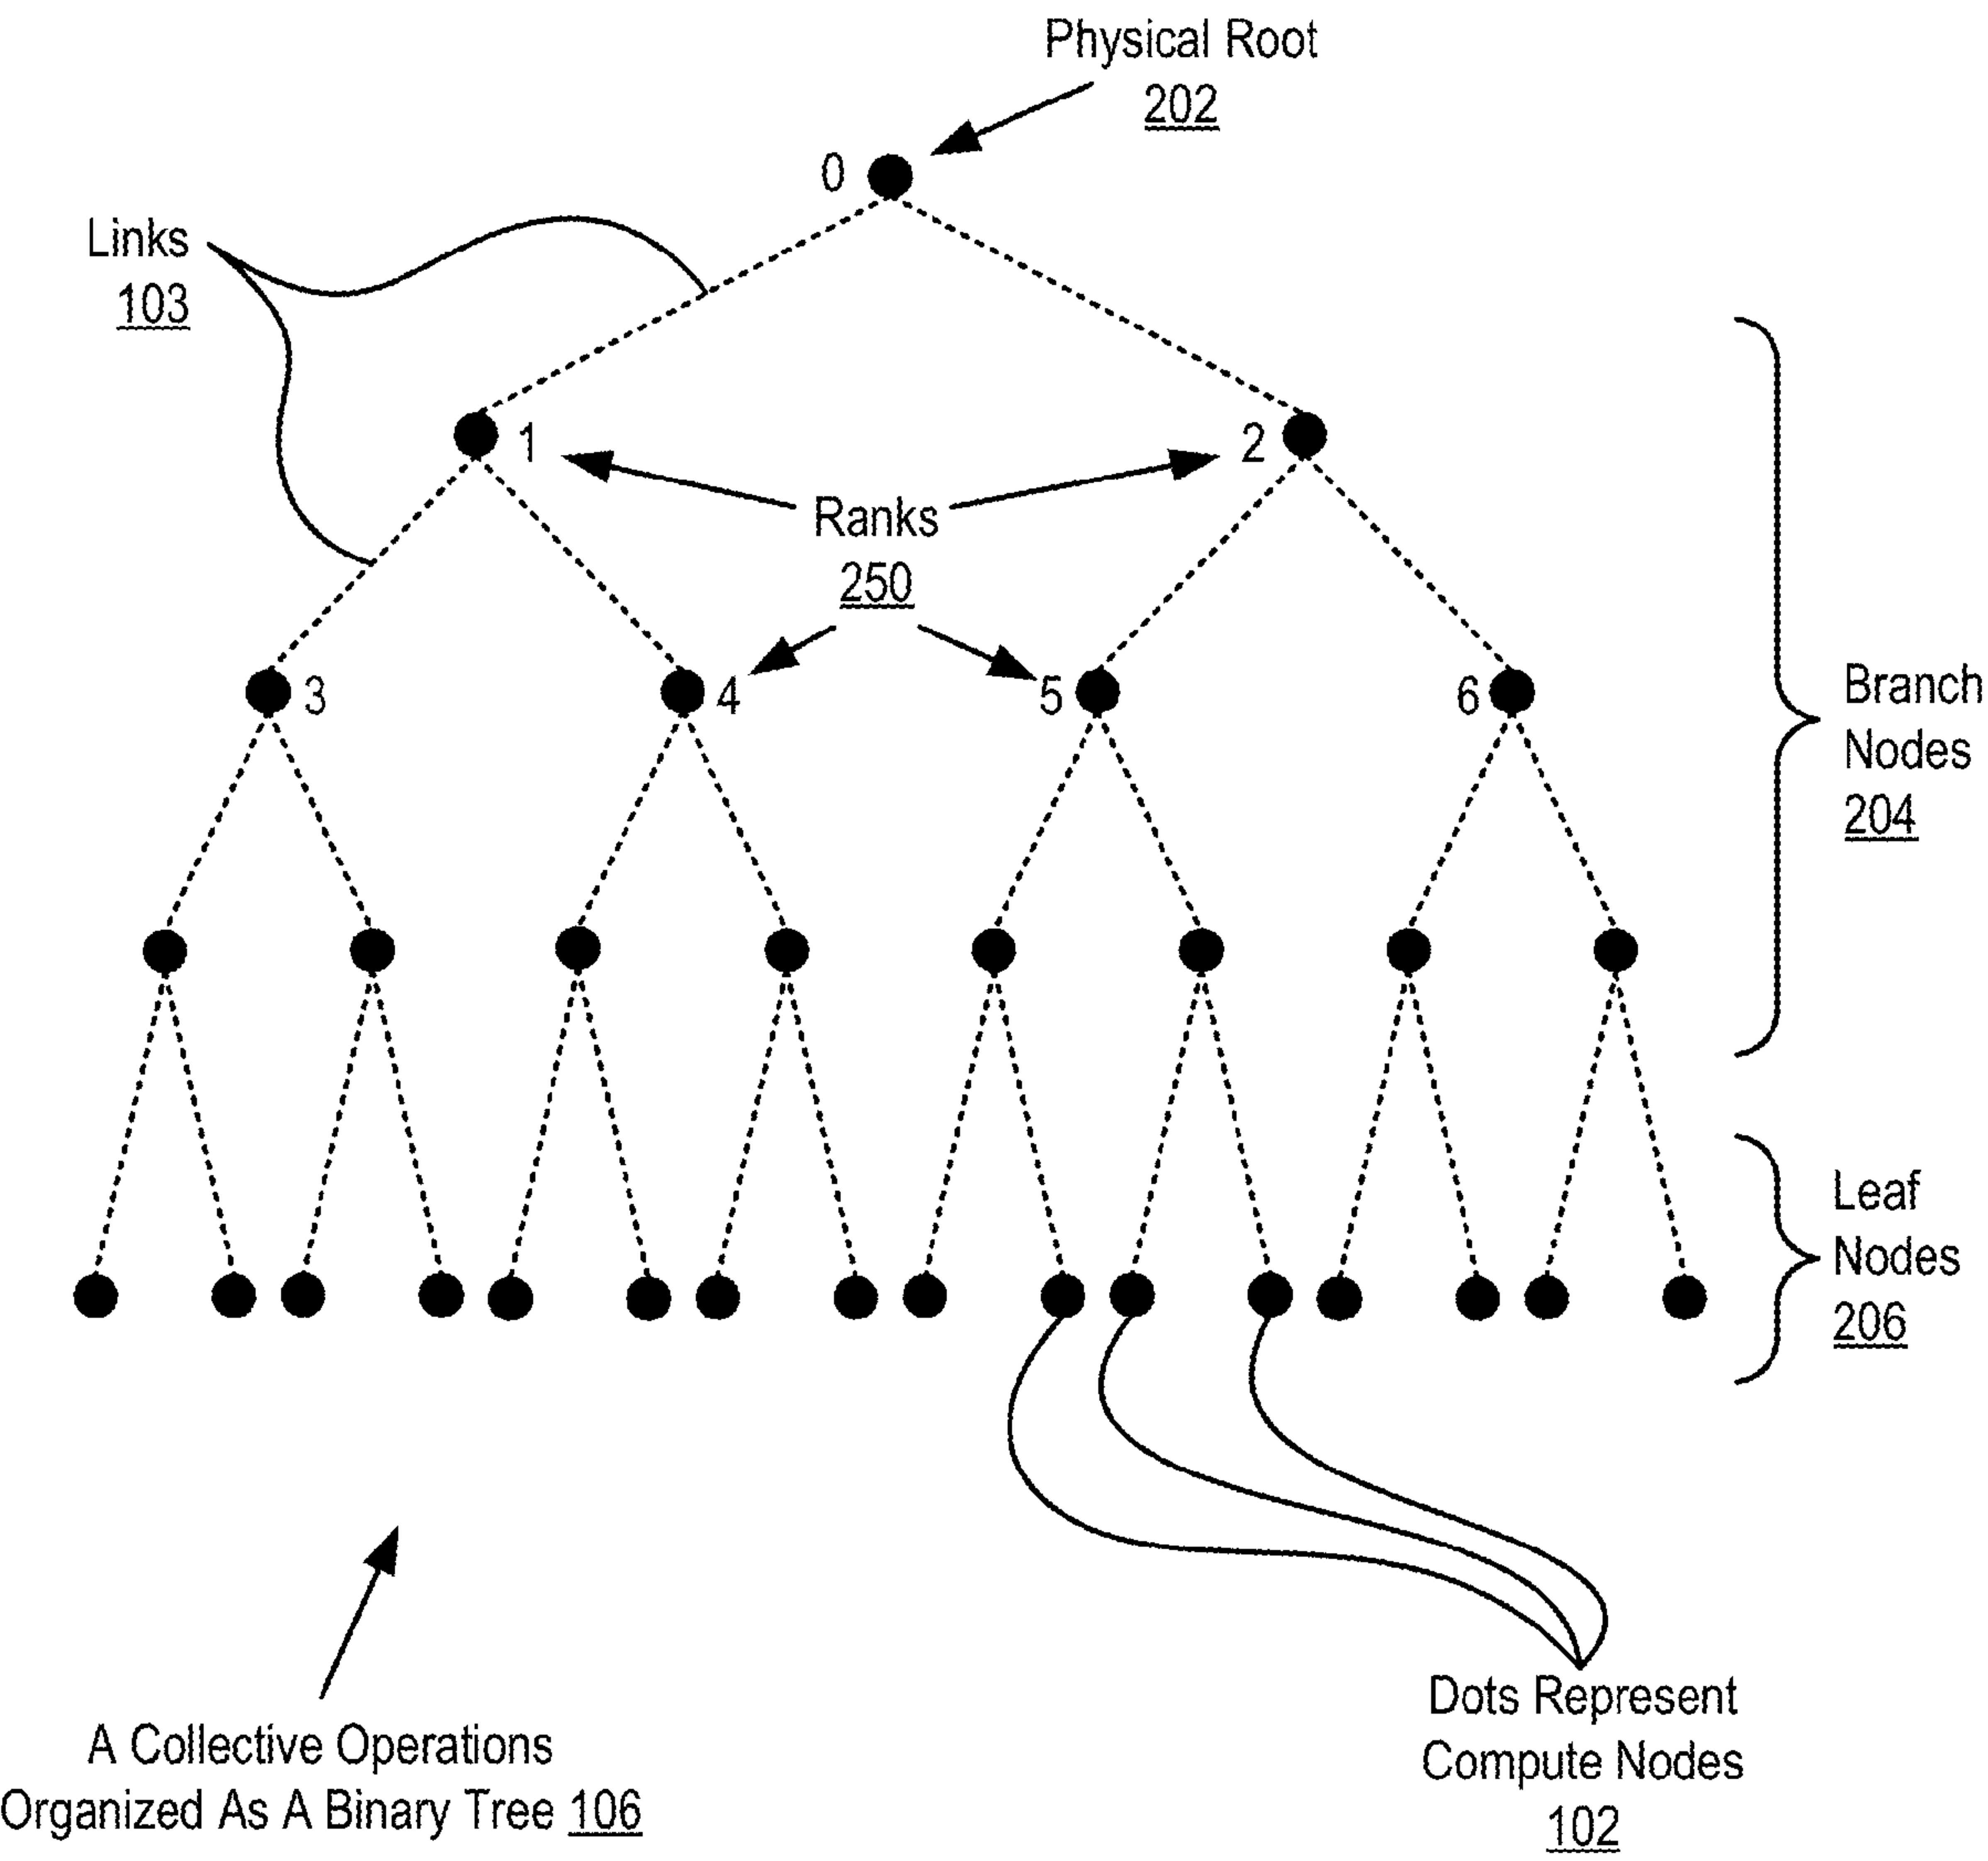 Physical Root
202
0
Links
103
1
2
Ranks
250
3
4
5
6
Branch
Nodes
204
Leaf
Nodes
206
Dots Represent
Compute Nodes
102
A Collective Operations
Organized As A Binary Tree 106